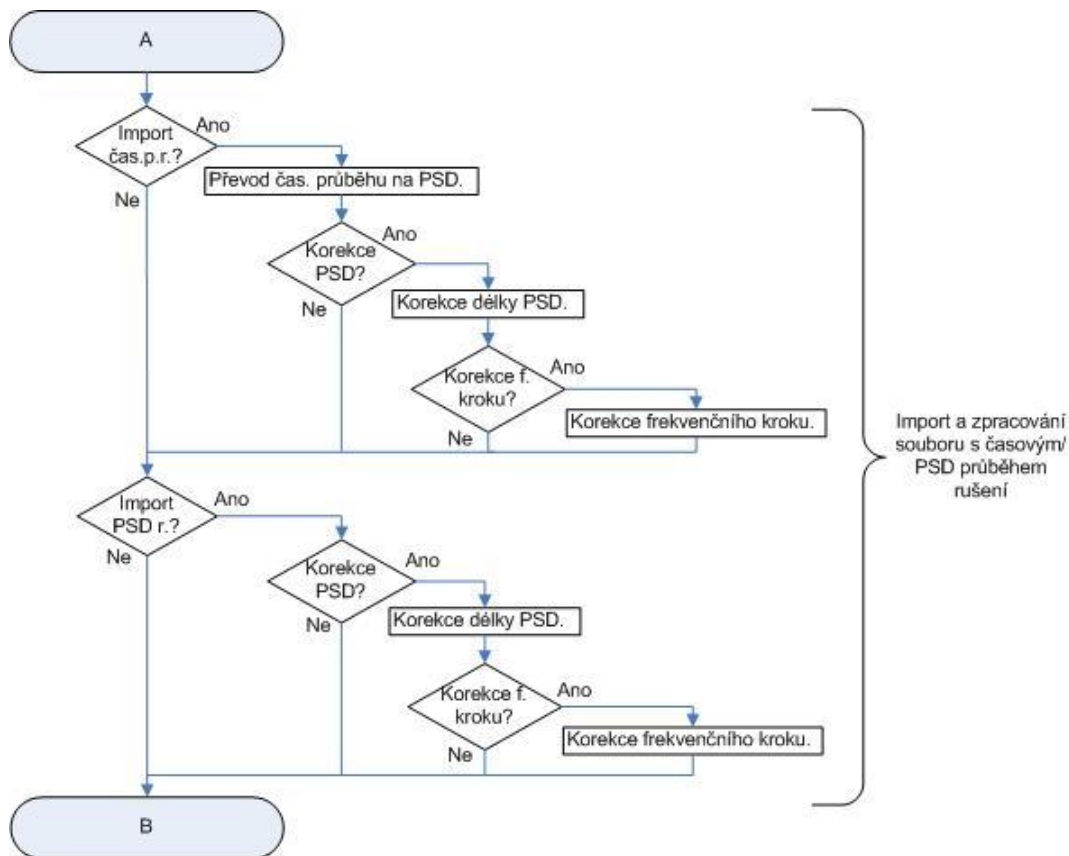 A
Import
čas.p.r.?
Ano
Ne
Převod čas. průběhu na PSD.
Korekce
PSD?
Ano
Ne
Korekce délky PSD.
Korekce f.
kroku?
Ano
Ne
Korekce frekvenčního kroku.
Import a zpracování
souboru s časovým/
PSD průběhem
rušení
Import
PSD r.?
Ano
Ne
Korekce
PSD?
Ano
Ne
Korekce délky PSD.
Korekce f.
kroku?
Ano
Ne
Korekce frekvenčního kroku.
B